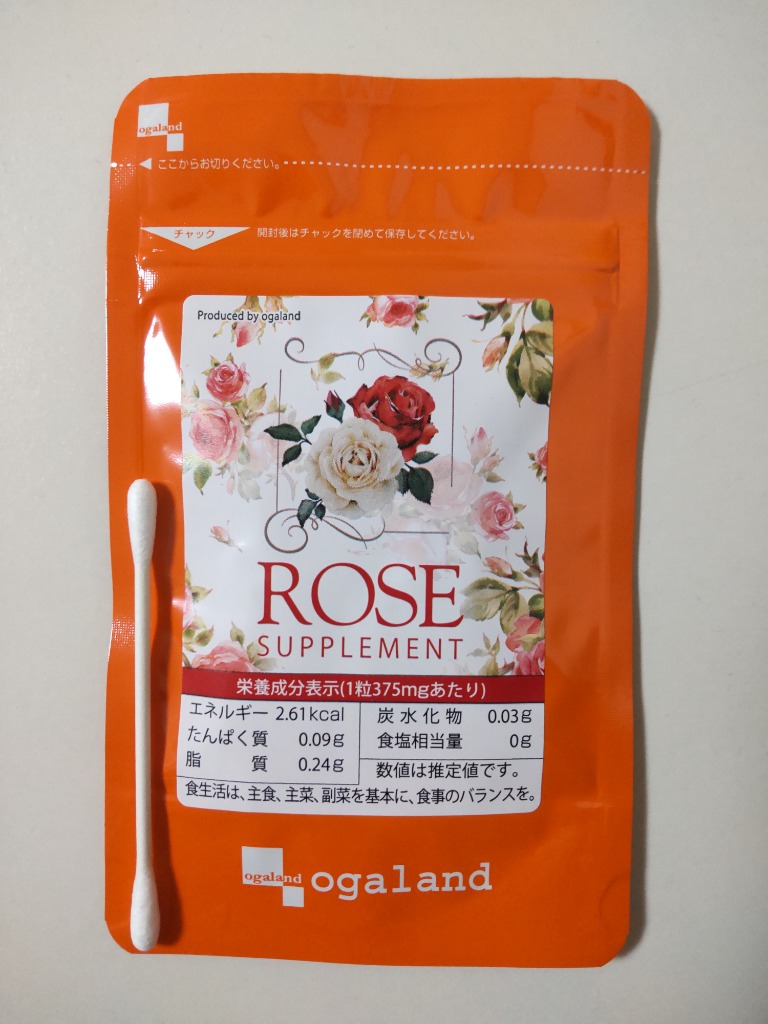 ogaland
ここからお切りください。
チャック
開封後はチャックを閉めて保存してください。
Produced by ogaland
ROSE
SUPPLEMENT
栄養成分表示(1粒375mgあたり)
エネルギー 2.61kcal 炭水化物 0.03g
たんぱく質 0.09g 食塩相当量 0g
脂質 0.24g 数値は推定値です。
食生活は、主食、主菜、副菜を基本に、食事のバランスを。
ogaland ogaland